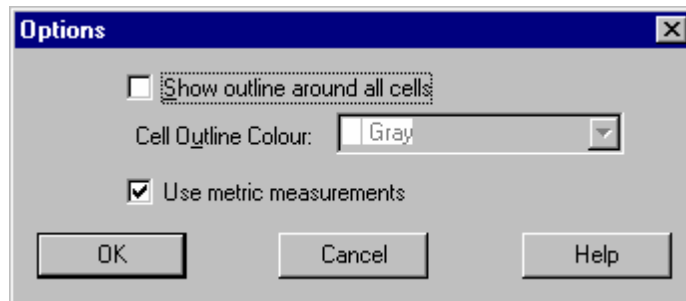 Options
Show outline around all cells
Cell Outline Colour: Gray
Use metric measurements
OK Cancel Help